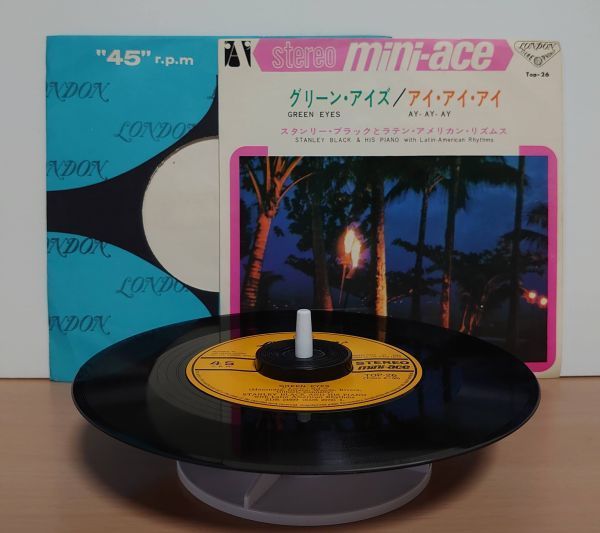 "45" r.p.m
LONDON
LONDON
LONDON
LONDON
LONDON
stereo mini-ace
LONDON
Top-26
グリーン・アイズ/アイ・アイ・アイ
GREEN EYES AY-AY-AY
スタンリー・ブラックとラテン・アメリカン・リズムス
STANLEY BLACK & HIS PIANO with Latin-American Rhythms
45
STEREO
mini-ace
TOP-26
GREEN EYES
STANLEY BLACK AND HIS PIANO